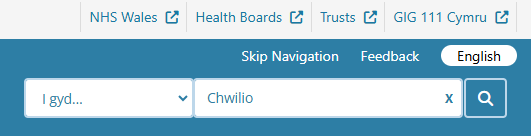 NHS Wales Health Boards Trusts GIG 111 Cymru
Skip Navigation Feedback English
I gyd... Chwilio x